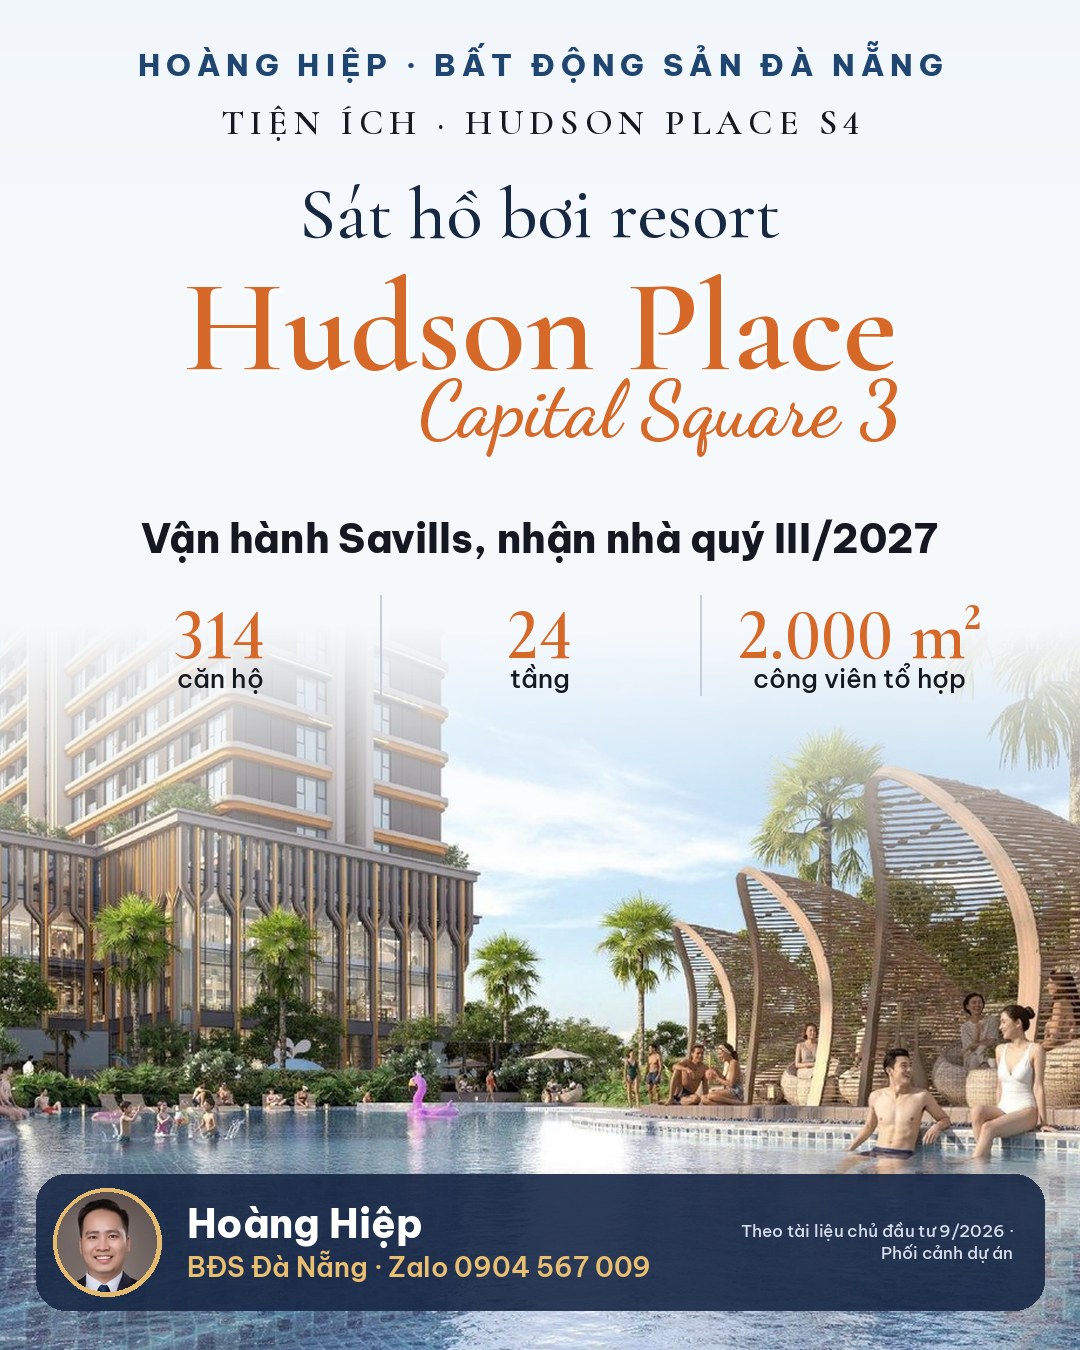 HOÀNG HIỆP · BẤT ĐỘNG SẢN ĐÀ NẴNG
TIỆN ÍCH · HUDSON PLACE S4
Sát hồ bơi resort
Hudson Place
Capital Square 3
Vận hành Savills, nhận nhà quý III/2027
314
căn hộ
24
tầng
2.000 m²
công viên tổ hợp
Hoàng Hiệp
BĐS Đà Nẵng · Zalo 0904 567 009
Theo tài liệu chủ đầu tư 9/2026 ·
Phối cảnh dự án